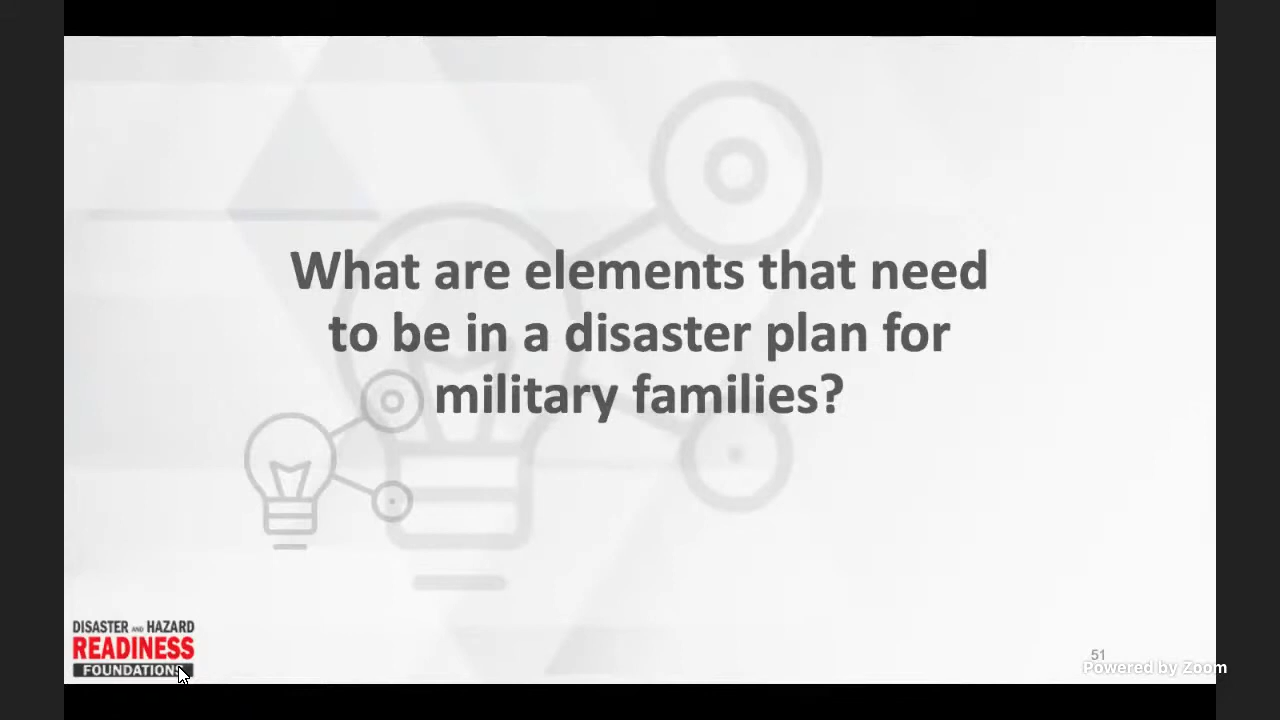 What are elements that need
to be in a disaster plan for
military families?
DISASTER AND HAZARD
READINESS
FOUNDATIONS
51
Powered by Zoom